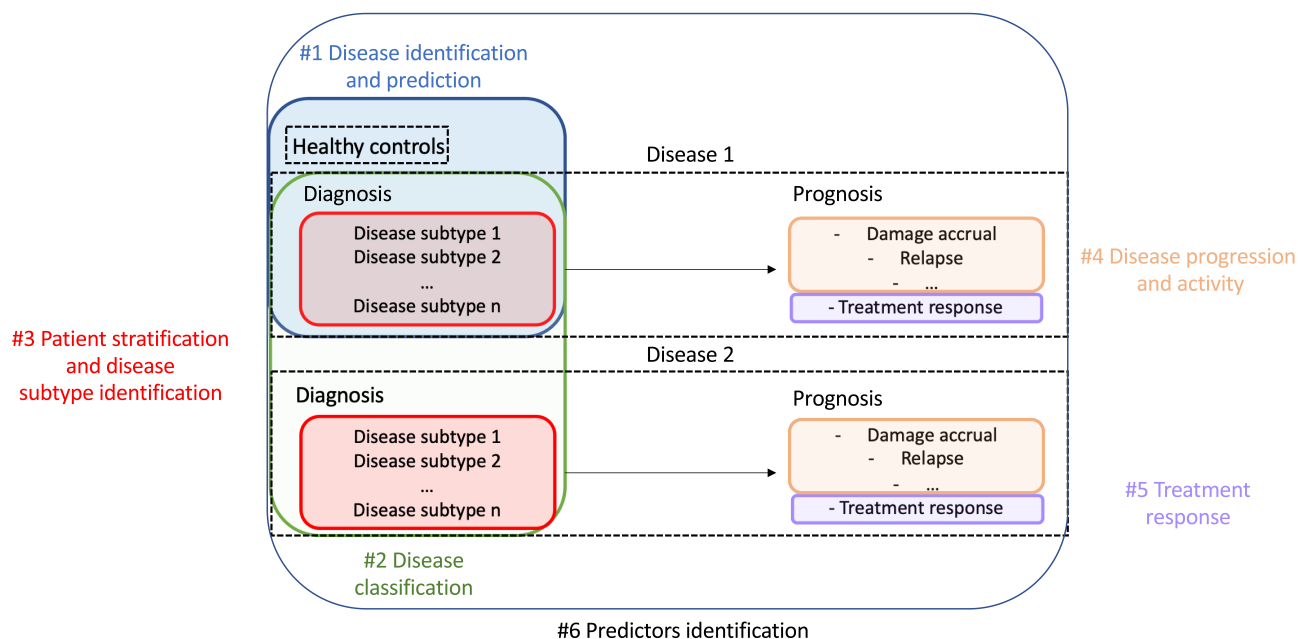 #1 Disease identification
and prediction
Healthy controls
Disease 1
Diagnosis
Disease subtype 1
Disease subtype 2
...
Disease subtype n
Prognosis
- Damage accrual
- Relapse
- ...
- Treatment response
#4 Disease progression
and activity
#3 Patient stratification
and disease
subtype identification
Disease 2
Diagnosis
Disease subtype 1
Disease subtype 2
...
Disease subtype n
Prognosis
- Damage accrual
- Relapse
- ...
- Treatment response
#5 Treatment
response
#2 Disease
classification
#6 Predictors identification